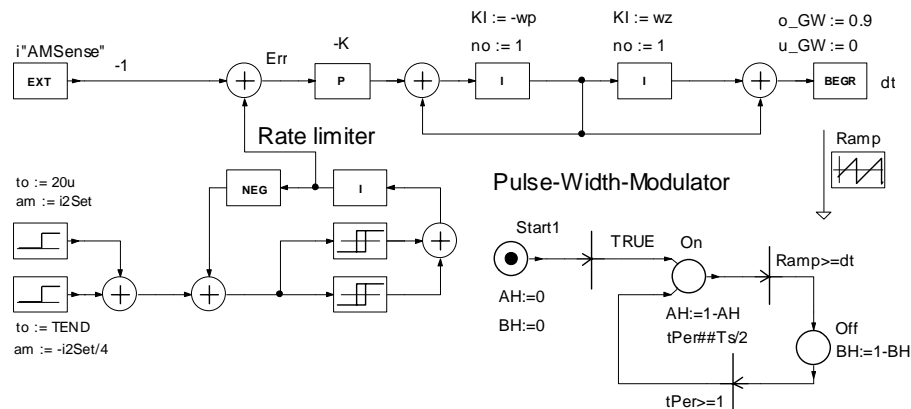 KI := -wp
KI := wz
o_GW := 0.9
no := 1
no := 1
u_GW := 0
i"AMSense"
-1
Err
-K
EXT
P
I
I
BEGR
dt
Rate limiter
Ramp
to := 20u
am := i2Set
NEG
I
Pulse-Width-Modulator
Start1
TRUE
On
Ramp>=dt
AH:=0
BH:=0
AH:=1-AH
tPer##Ts/2
Off
BH:=1-BH
to := TEND
am := -i2Set/4
tPer>=1